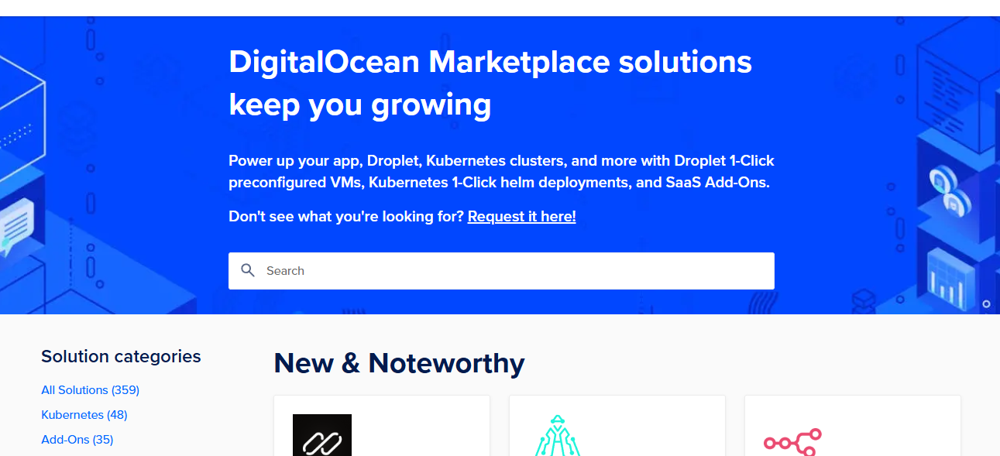 DigitalOcean Marketplace solutions
keep you growing
Power up your app, Droplet, Kubernetes clusters, and more with Droplet 1-Click
preconfigured VMs, Kubernetes 1-Click helm deployments, and SaaS Add-Ons.
Don't see what you're looking for? Request it here!
Search
Solution categories
All Solutions (359)
Kubernetes (48)
Add-Ons (35)
New & Noteworthy